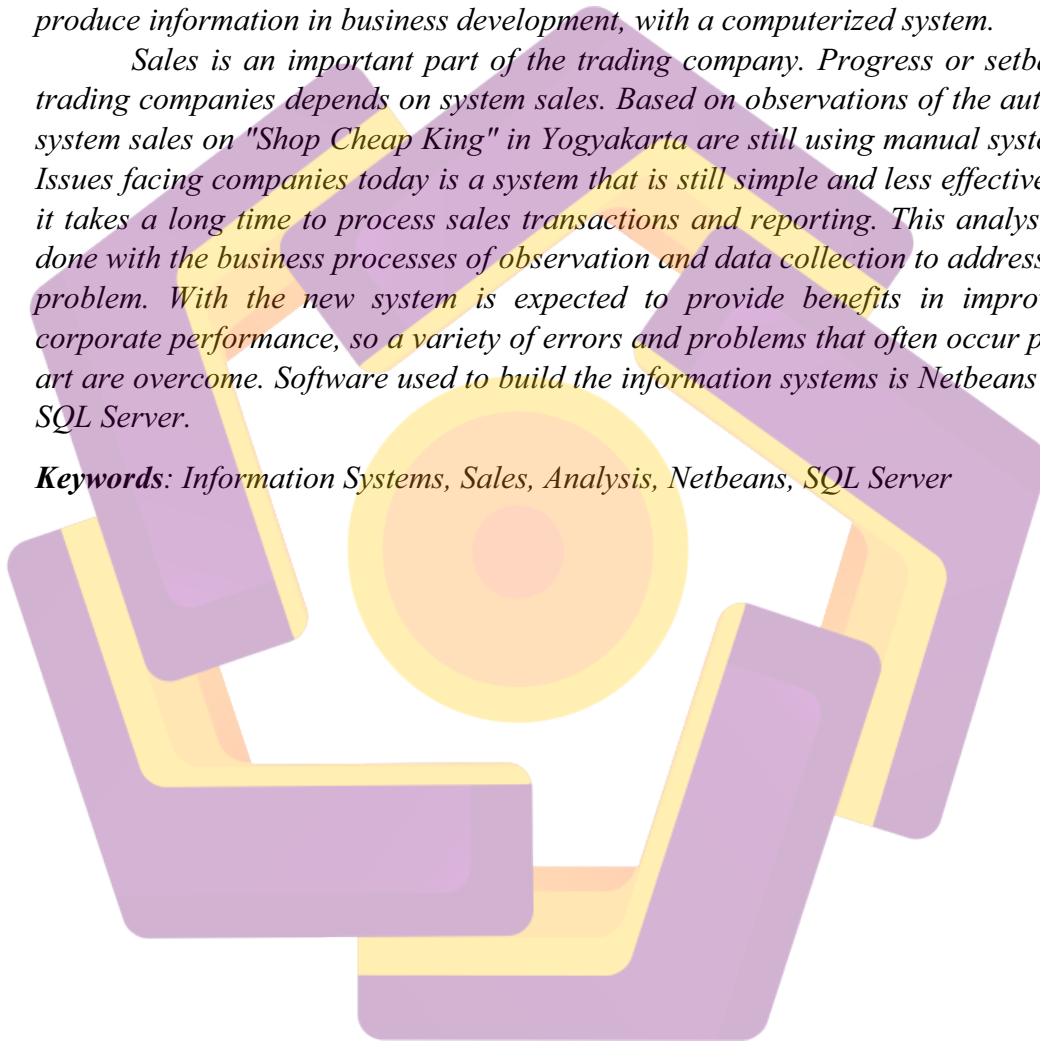 produce information in business development, with a computerized system.
Sales is an important part of the trading company. Progress or setba
trading companies depends on system sales. Based on observations of the aut
system sales on "Shop Cheap King" in Yogyakarta are still using manual syste
Issues facing companies today is a system that is still simple and less effective
it takes a long time to process sales transactions and reporting. This analys
done with the business processes of observation and data collection to address
problem. With the new system is expected to provide benefits in improv
corporate performance, so a variety of errors and problems that often occur p
art are overcome. Software used to build the information systems is Netbeans
SQL Server.
Keywords: Information Systems, Sales, Analysis, Netbeans, SQL Server